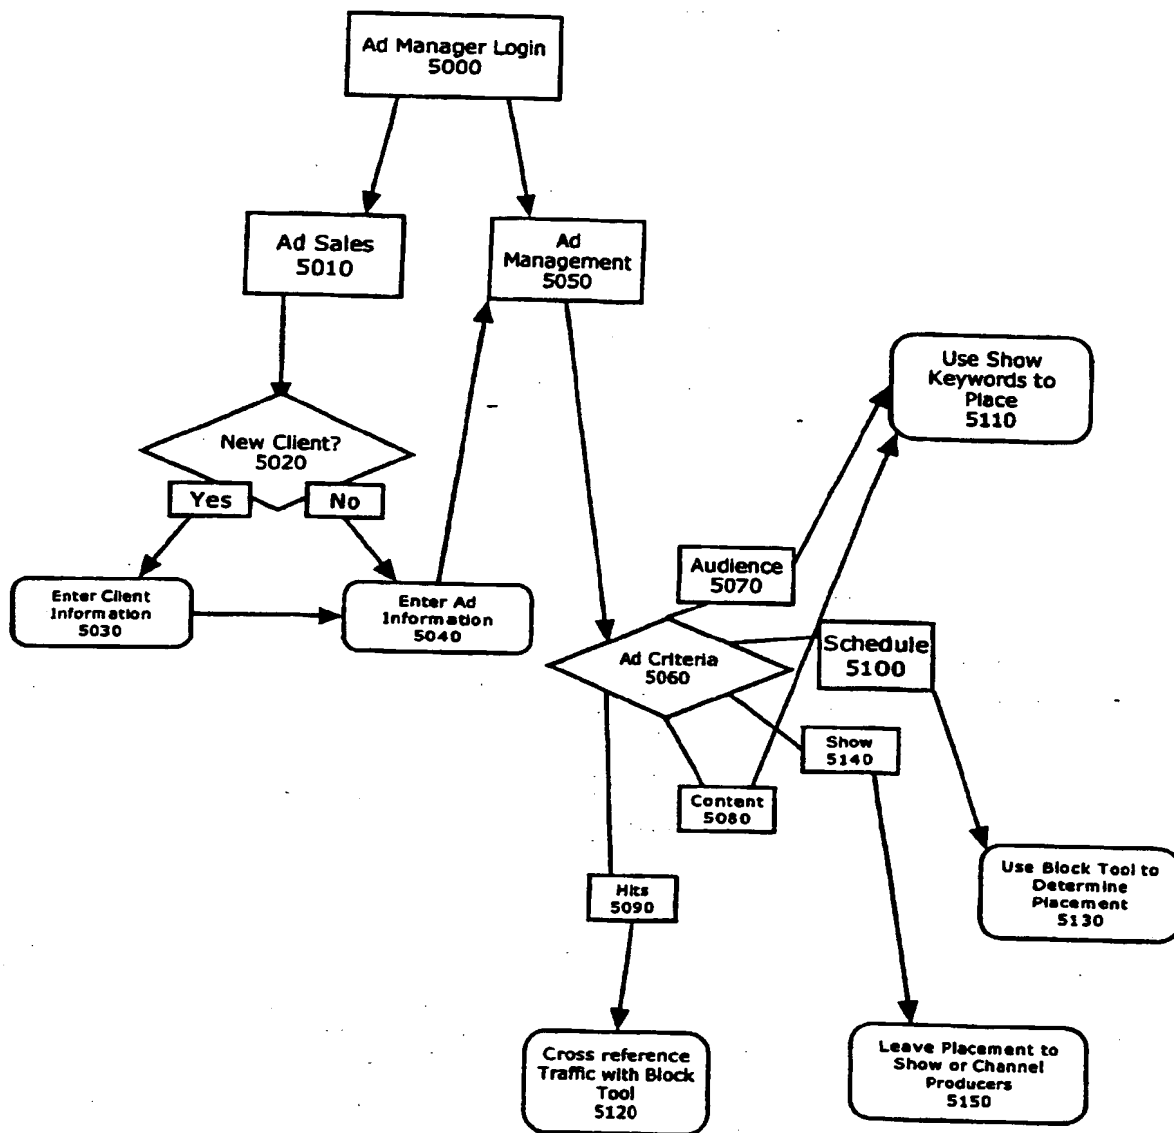 Ad Manager Login
5000
Ad Sales
5010
Ad
Management
5050
New Client?
5020
Yes
No
Enter Client
Information
5030
Enter Ad
Information
5040
Use Show
Keywords to
Place
5110
Audience
5070
Ad Criteria
5060
Schedule
5100
Show
5140
Content
5080
Hits
5090
Use Block Tool to
Determine
Placement
5130
Cross reference
Traffic with Block
Tool
5120
Leave Placement to
Show or Channel
Producers
5150